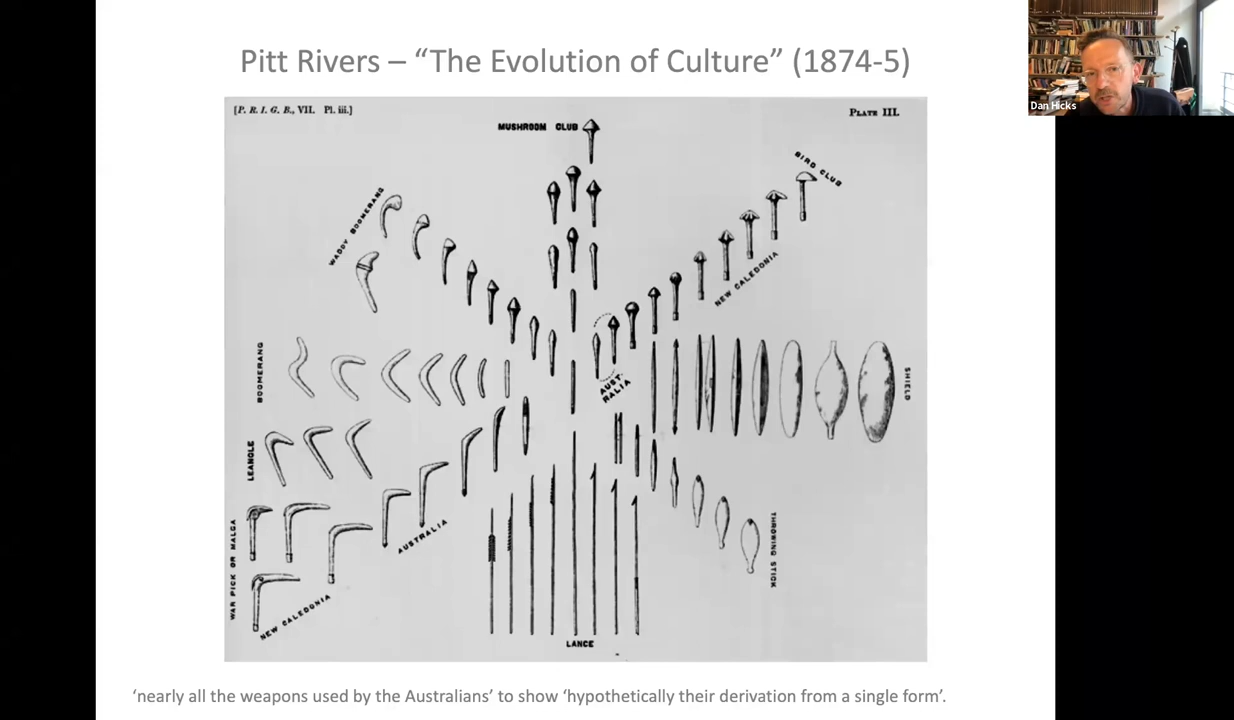 Pitt Rivers – “The Evolution of Culture” (1874-5)
[P. R. I. G. B., VII. Pl. iii.]
PLATE III.
MUSHROOM CLUB
BIRD CLUB
WADDY BOOMERANG
NEW CALEDONIA
AUST-
RALIA
BOOMERANG
SHIELD
LEANGLE
AUSTRALIA
WAR PICK OR MALGA
THROWING STICK
NEW CALEDONIA
LANCE
Dan Hicks
‘nearly all the weapons used by the Australians’ to show ‘hypothetically their derivation from a single form’.